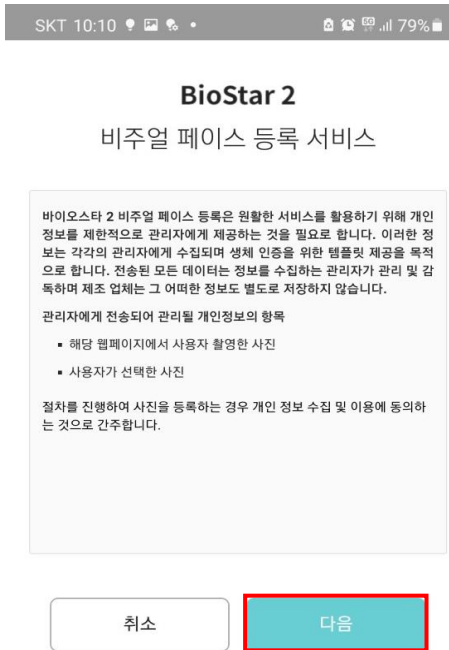 SKT 10:10
79%
BioStar 2
비주얼 페이스 등록 서비스
바이오스타 2 비주얼 페이스 등록은 원활한 서비스를 활용하기 위해 개인
정보를 제한적으로 관리자에게 제공하는 것을 필요로 합니다. 이러한 정
보는 각각의 관리자에게 수집되며 생체 인증을 위한 템플릿 제공을 목적
으로 합니다. 전송된 모든 데이터는 정보를 수집하는 관리자가 관리 및 감
독하며 제조 업체는 그 어떠한 정보도 별도로 저장하지 않습니다.
관리자에게 전송되어 관리될 개인정보의 항목
▪ 해당 웹페이지에서 사용자 촬영한 사진
▪ 사용자가 선택한 사진
절차를 진행하여 사진을 등록하는 경우 개인 정보 수집 및 이용에 동의하
는 것으로 간주합니다.
취소
다음